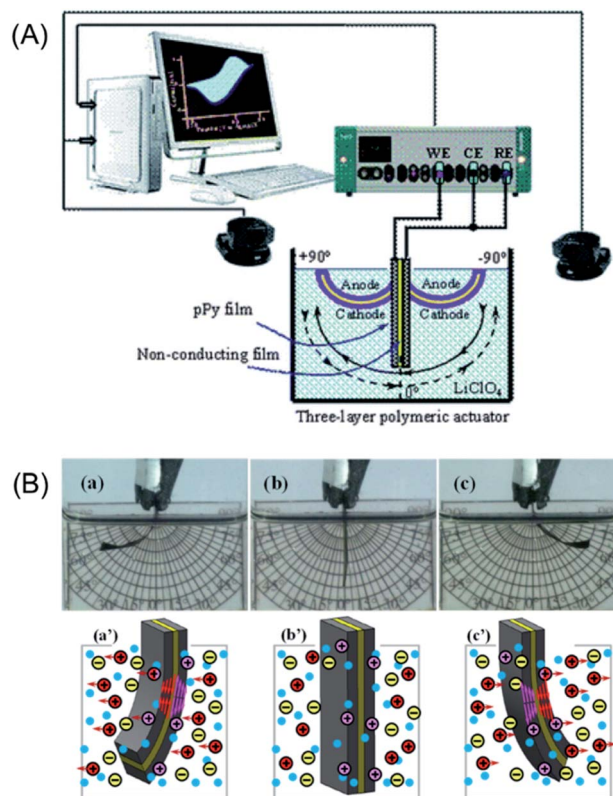 (A)
WE CE RE
+90° -90°
Anode Anode
Cathode Cathode
pPy film
Non-conducting film
0°
LiClO₄
Three-layer polymeric actuator
(B)
(a) (b) (c)
(a') (b') (c')